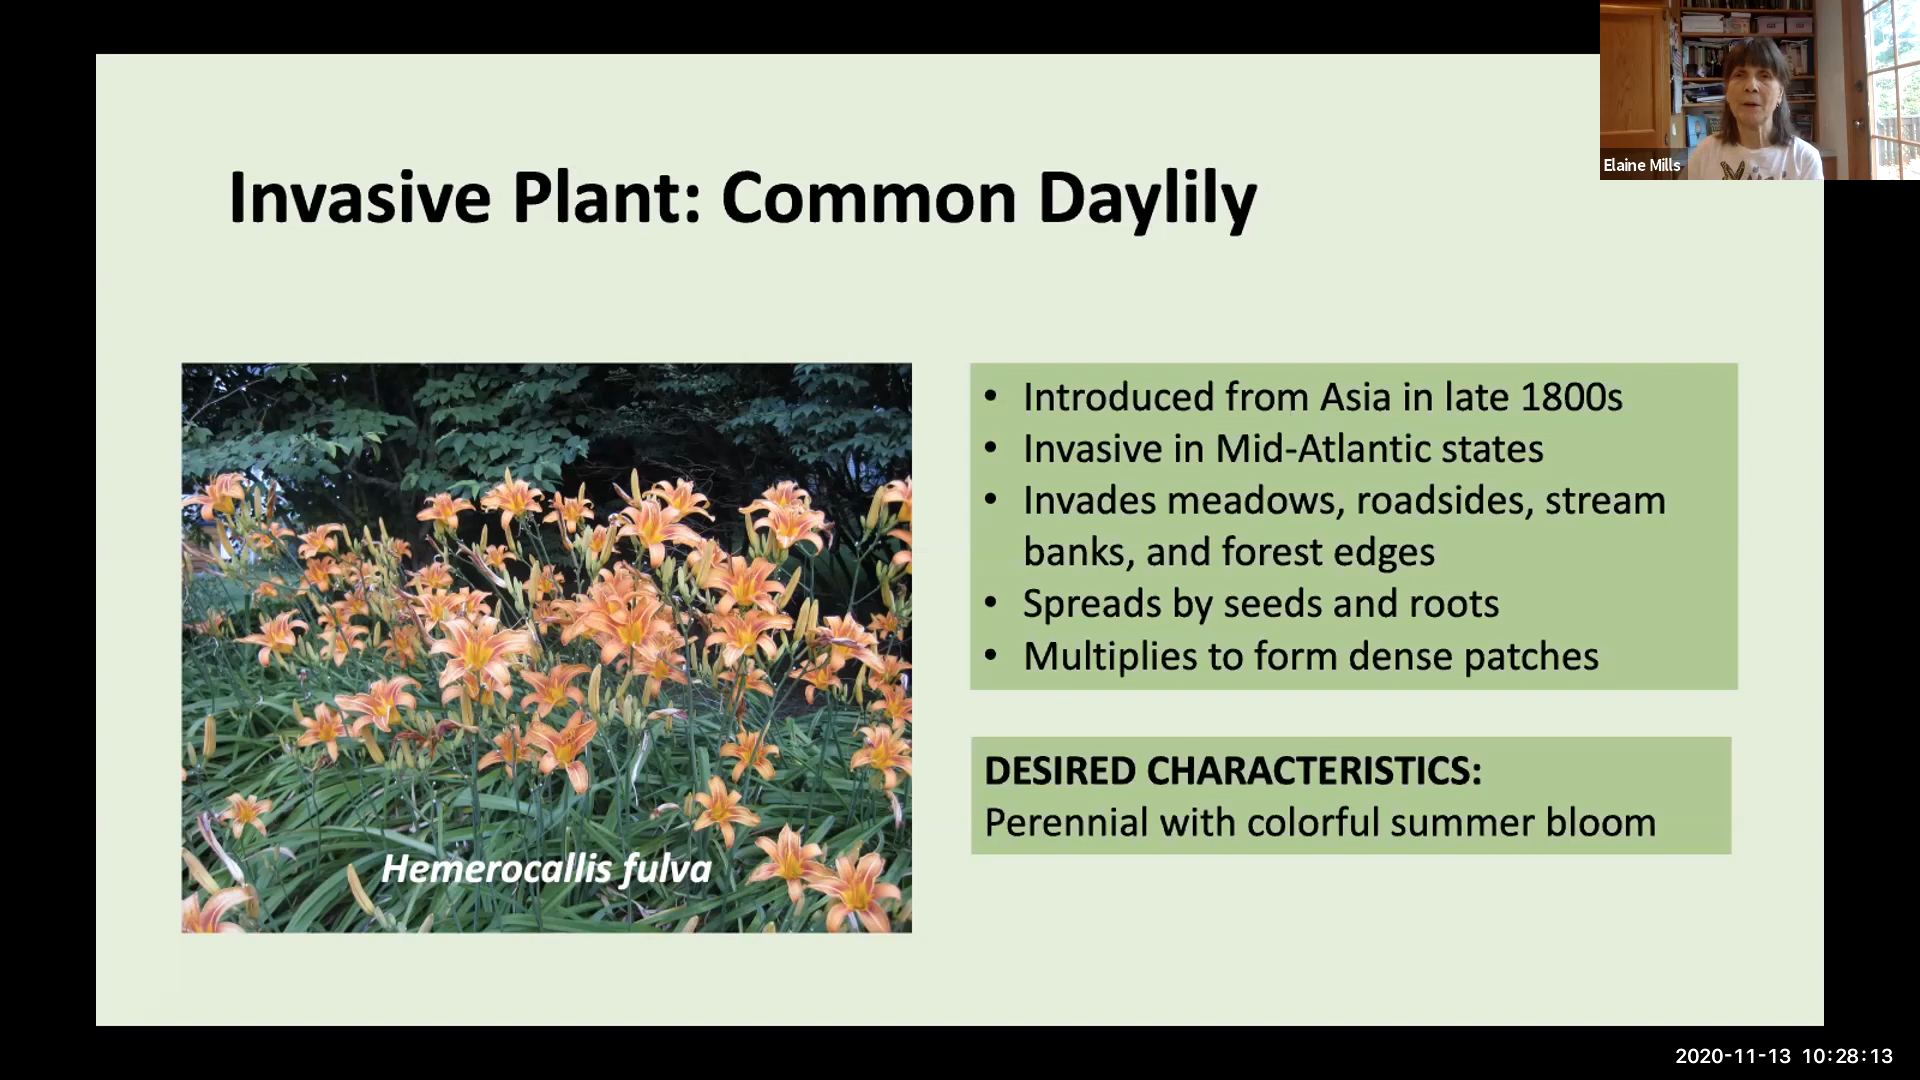 Elaine Mills
Invasive Plant: Common Daylily
• Introduced from Asia in late 1800s
• Invasive in Mid-Atlantic states
• Invades meadows, roadsides, stream
banks, and forest edges
• Spreads by seeds and roots
• Multiplies to form dense patches
DESIRED CHARACTERISTICS:
Perennial with colorful summer bloom
Hemerocallis fulva
2020-11-13 10:28:13